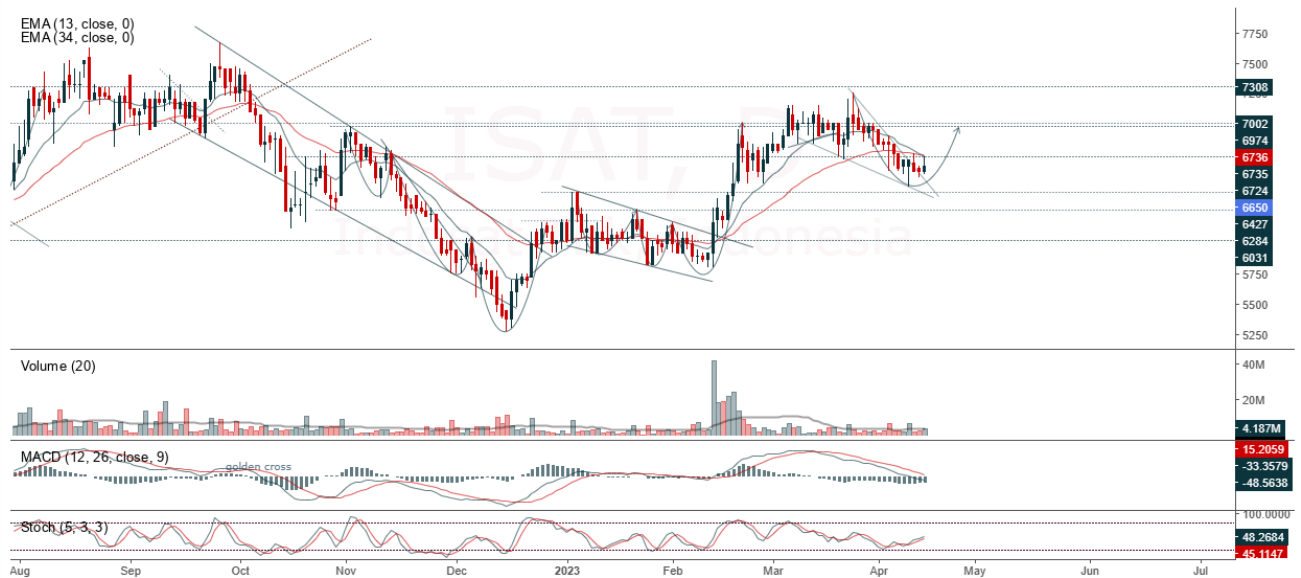 EMA (13, close, 0)
EMA (34, close, 0)
7750
7500
7308
7002
6974
6736
6735
6724
6650
6427
6284
6031
5750
5500
5250
ISAT, D
Volume (20)
40M
20M
4.187M
MACD (12, 26, close, 9)
golden cross
15.2059
-33.3579
-48.5638
Stoch (5, 3, 3)
100.0000
48.2684
45.1147
Aug Sep Oct Nov Dec 2023 Feb Mar Apr May Jun Jul